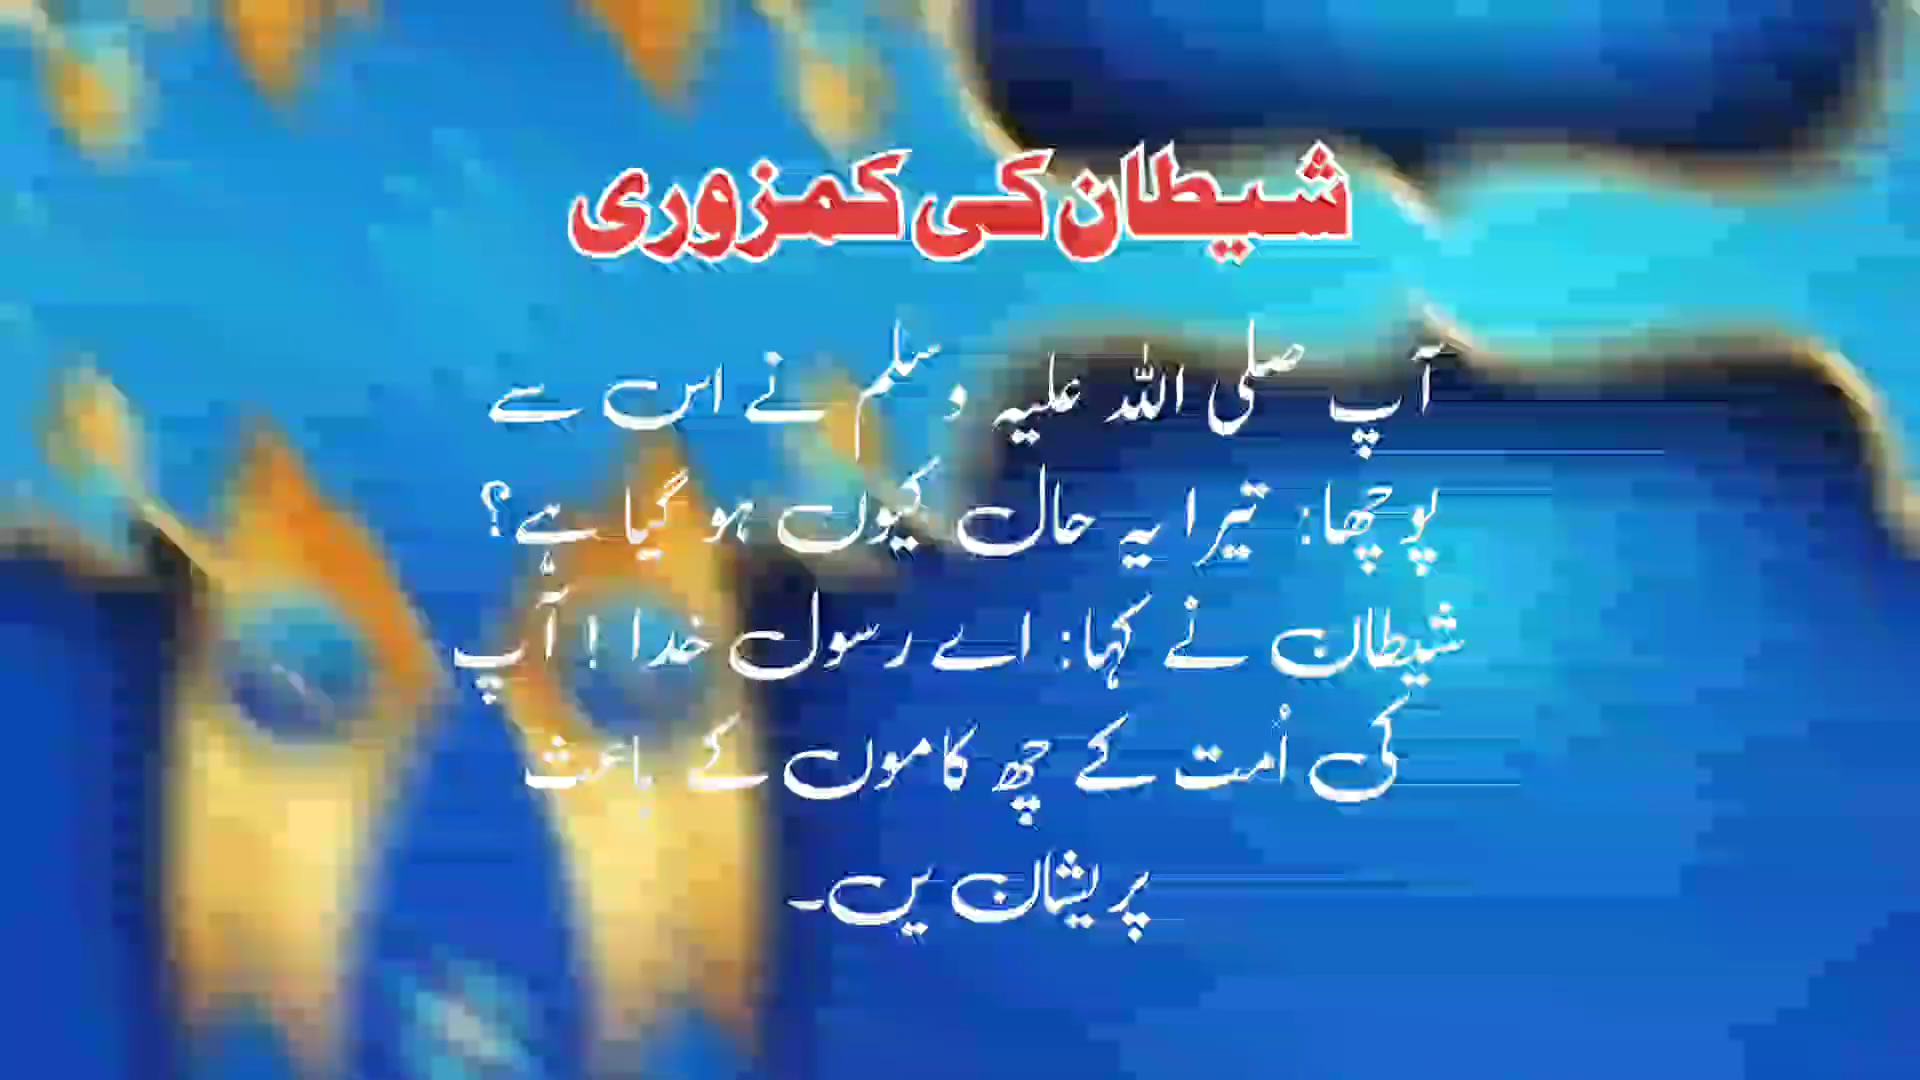 شیطان کی کمزوری
آپ صلی اللہ علیہ وسلم نے اس سے
پوچھا: تیرا یہ حال کیوں ہو گیا ہے؟
شیطان نے کہا: اے رسول خدا ! آپؐ
کی اُمت کے چھ کاموں کے باعث
پریشان یں۔